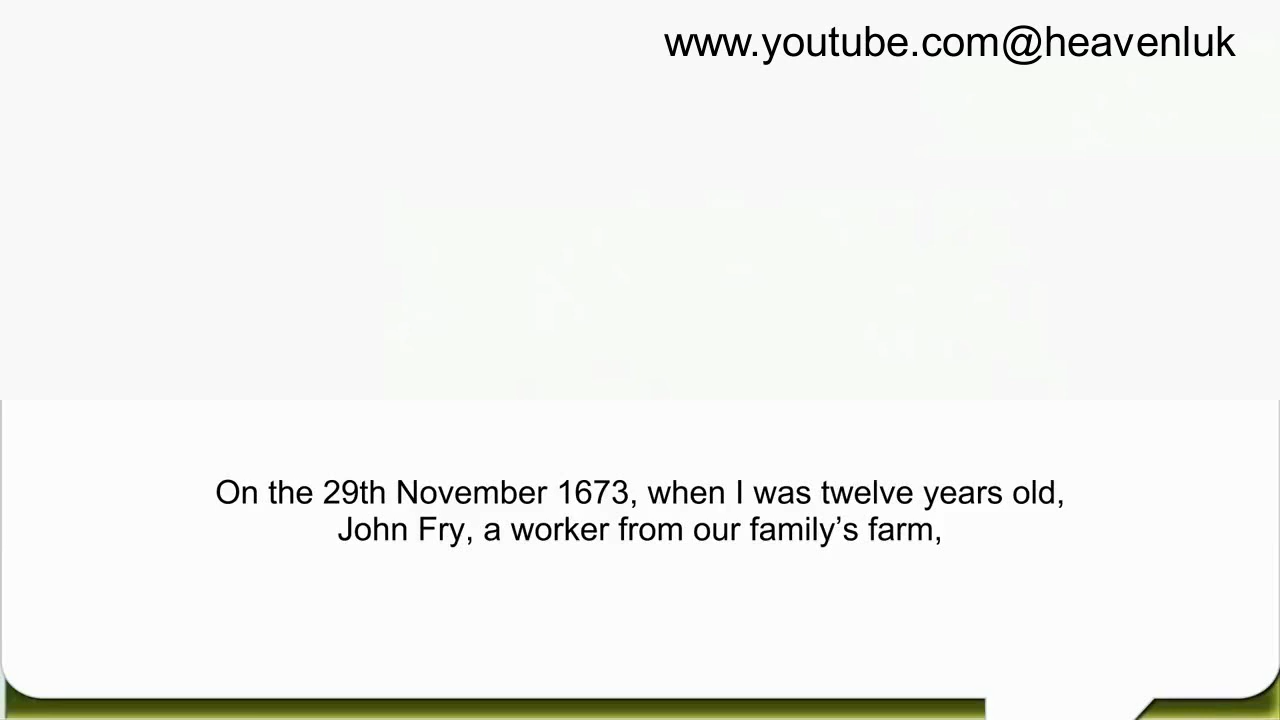 www.youtube.com@heavenluk
On the 29th November 1673, when I was twelve years old,
John Fry, a worker from our family’s farm,